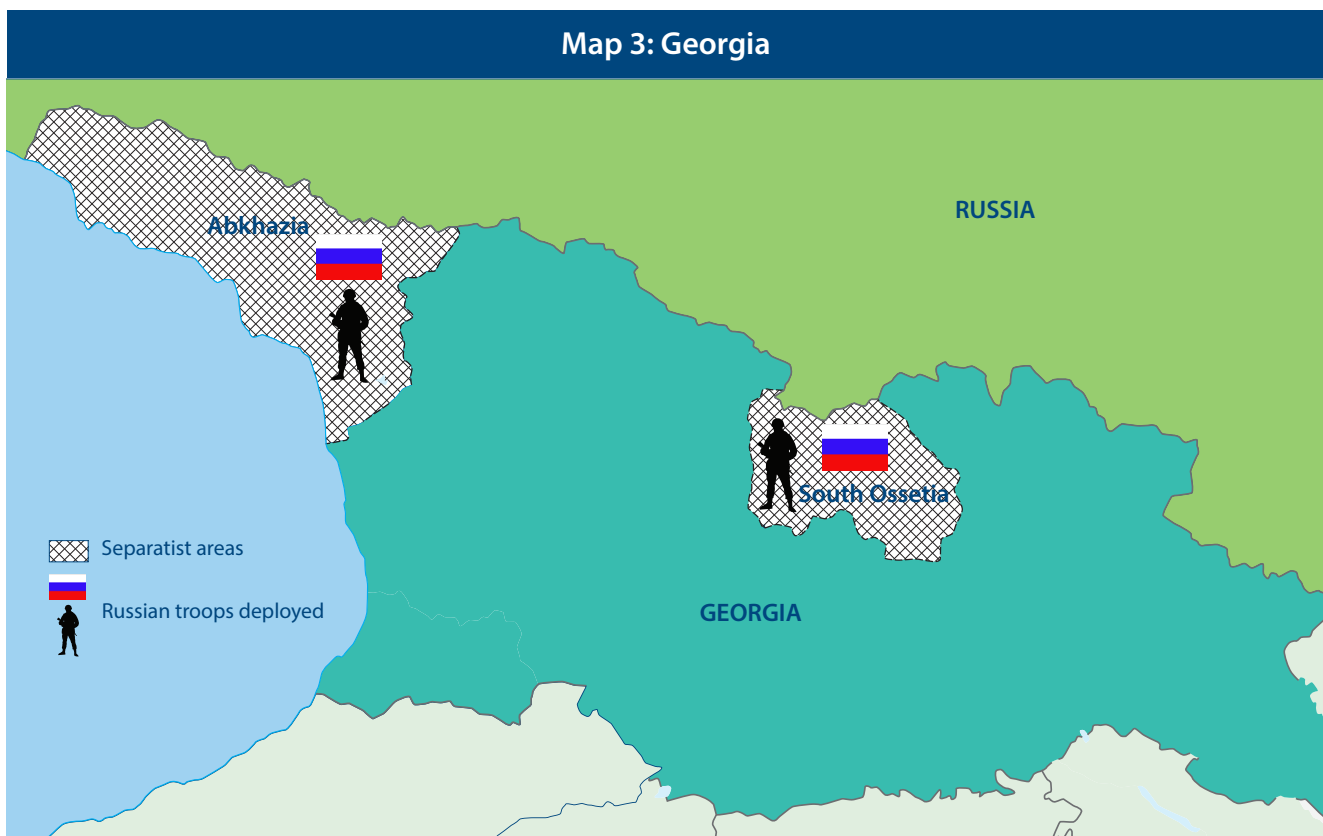 Map 3: Georgia
RUSSIA
Abkhazia
South Ossetia
Separatist areas
Russian troops deployed
GEORGIA